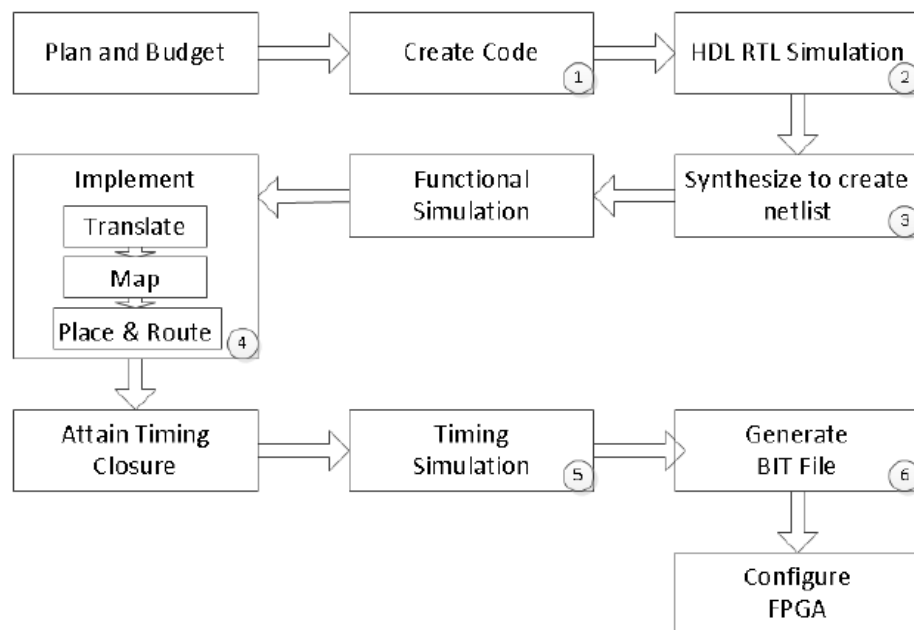 Plan and Budget
Create Code
1
HDL RTL Simulation
2
Implement
Translate
Map
Place & Route
4
Functional
Simulation
Synthesize to create
netlist
3
Attain Timing
Closure
Timing
Simulation
5
Generate
BIT File
6
Configure
FPGA